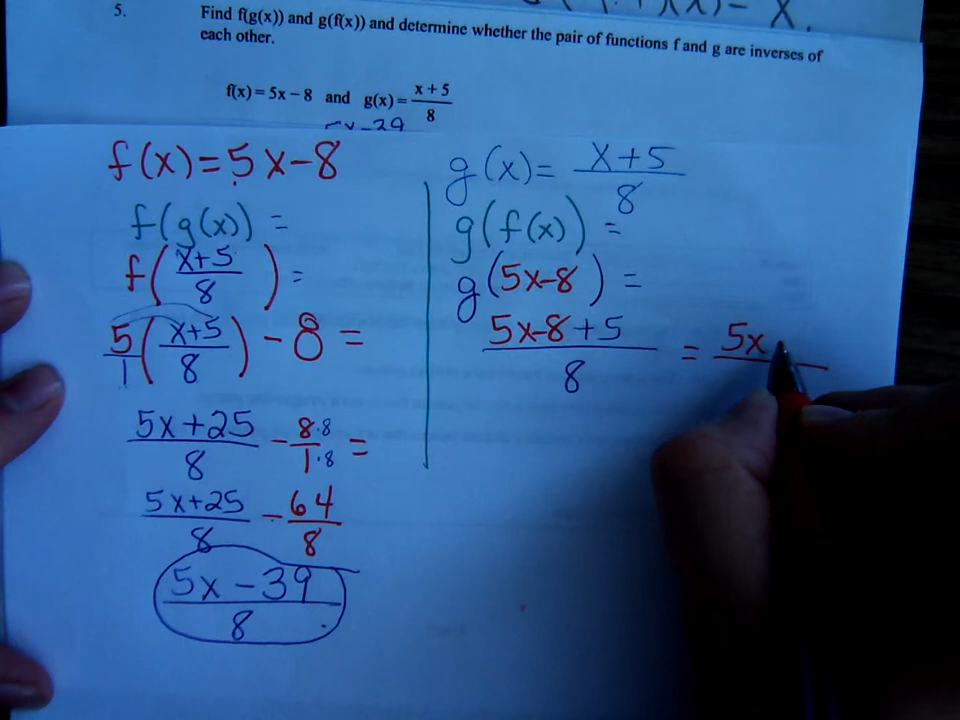 5. Find f(g(x)) and g(f(x)) and determine whether the pair of functions f and g are inverses of
each other.
f(x) = 5x – 8 and g(x) = x + 5
8
f(x) = 5x – 8
f(g(x)) =
f(x+5/8) =
5/1(x+5/8) – 8 =
5x+25/8 – 8·8/1·8 =
5x+25/8 – 64/8
5x – 39
8
g(x) = x+5
8
g(f(x)) =
g(5x–8) =
5x–8+5/8 = 5x